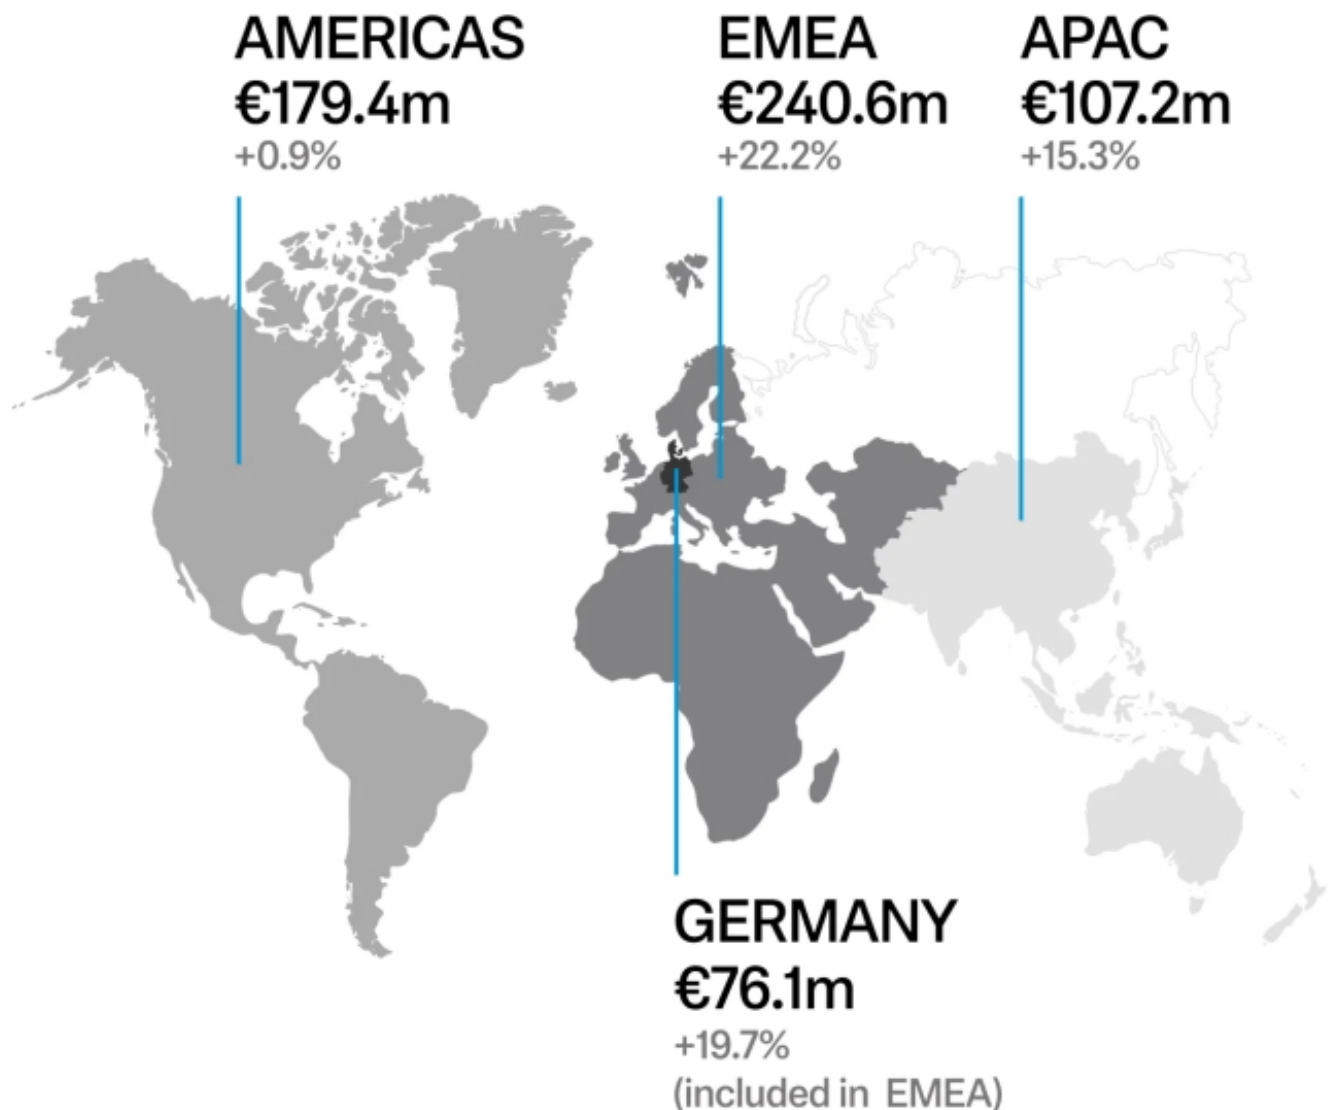 AMERICAS
€179.4m
+0.9%
EMEA
€240.6m
+22.2%
APAC
€107.2m
+15.3%
GERMANY
€76.1m
+19.7%
(included in EMEA)